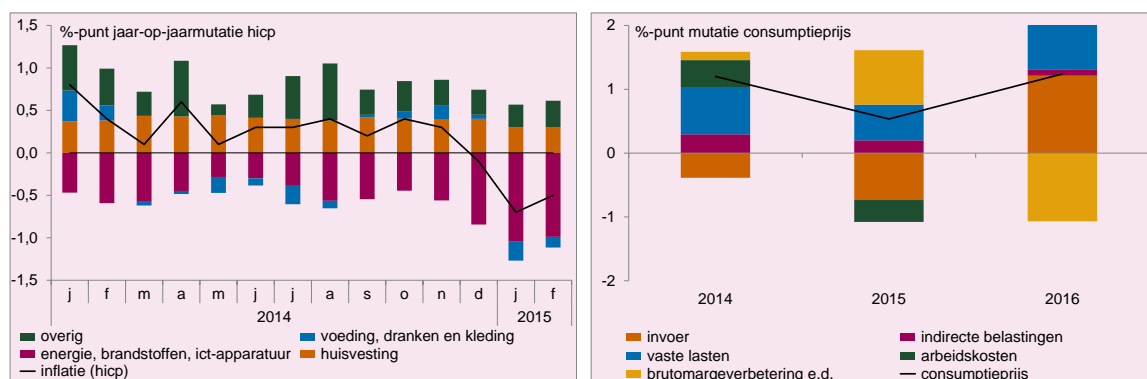 %-punt jaar-op-jaarmutatie hicp
1,5
1,0
0,5
0,0
-0,5
-1,0
-1,5
j f m a m j j a s o n d j f
2014 2015
overig
voeding, dranken en kleding
energie, brandstoffen, ict-apparatuur
huisvesting
inflatie (hicp)
%-punt mutatie consumptieprijs
2
1
0
-1
-2
2014 2015 2016
invoer
indirecte belastingen
vaste lasten
arbeidskosten
brutomargeverbetering e.d.
consumptieprijs